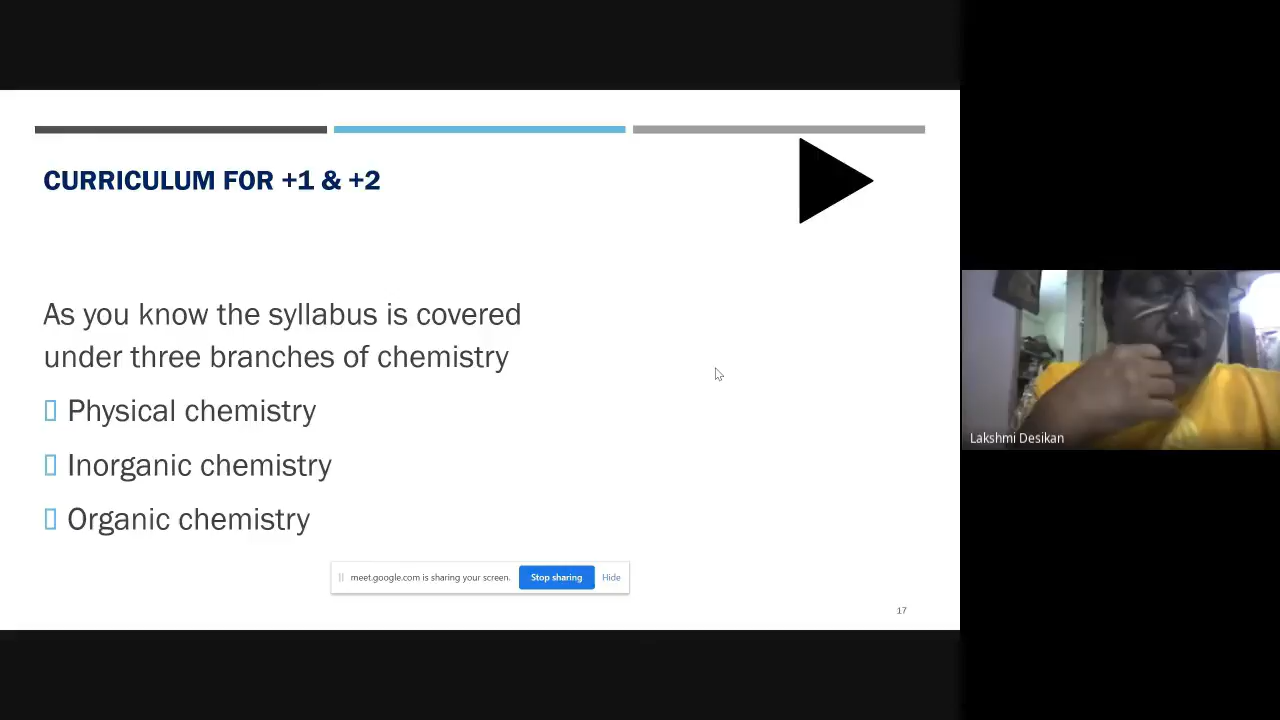 CURRICULUM FOR +1 & +2
As you know the syllabus is covered
under three branches of chemistry
Physical chemistry
Inorganic chemistry
Organic chemistry
meet.google.com is sharing your screen.
Stop sharing
Hide
17
Lakshmi Desikan